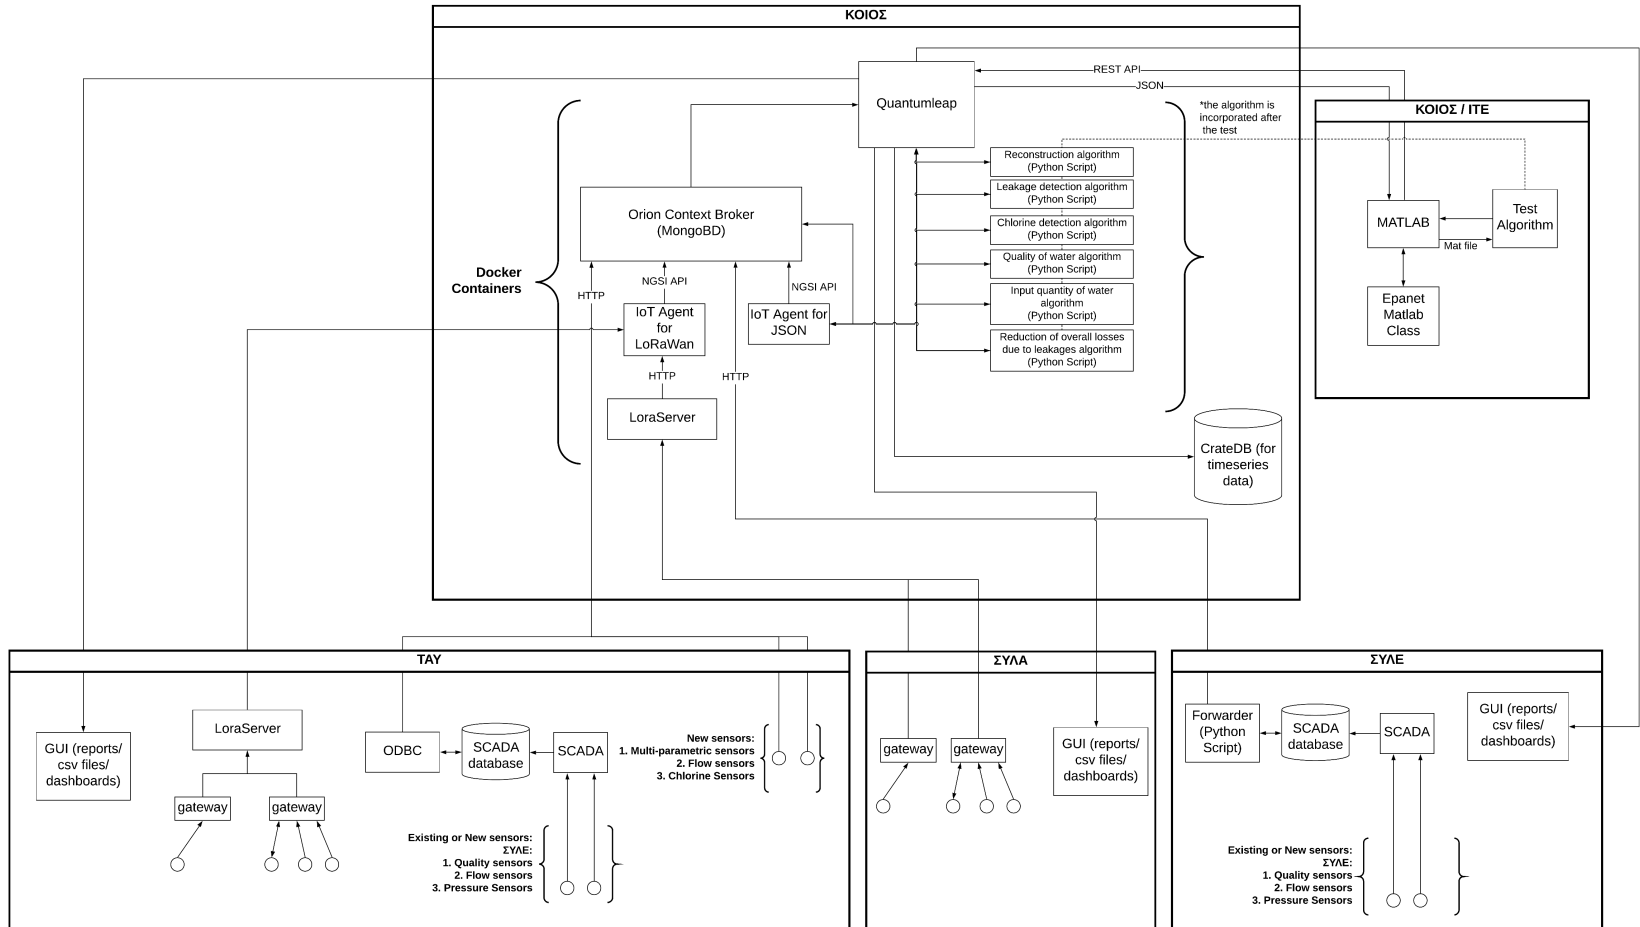 ΚΟΙΟΣ
Quantumleap
REST API
JSON
*the algorithm is
incorporated after
the test
ΚΟΙΟΣ / ΙΤΕ
Reconstruction algorithm
(Python Script)
Leakage detection algorithm
(Python Script)
Chlorine detection algorithm
(Python Script)
Quality of water algorithm
(Python Script)
Input quantity of water
algorithm
(Python Script)
Reduction of overall losses
due to leakages algorithm
(Python Script)
Orion Context Broker
(MongoBD)
MATLAB
Test
Algorithm
Mat file
Epanet
Matlab
Class
Docker
Containers
HTTP
NGSI API
NGSI API
IoT Agent
for
LoRaWan
IoT Agent for
JSON
HTTP
HTTP
LoraServer
CrateDB (for
timeseries
data)
ΤΑΥ
GUI (reports/
csv files/
dashboards)
LoraServer
gateway
gateway
ODBC
SCADA
database
SCADA
New sensors:
1. Multi-parametric sensors
2. Flow sensors
3. Chlorine Sensors
Existing or New sensors:
ΣΥΛΕ:
1. Quality sensors
2. Flow sensors
3. Pressure Sensors
ΣΥΛΑ
gateway
gateway
GUI (reports/
csv files/
dashboards)
ΣΥΛΕ
Forwarder
(Python
Script)
SCADA
database
SCADA
GUI (reports/
csv files/
dashboards)
Existing or New sensors:
ΣΥΛΕ:
1. Quality sensors
2. Flow sensors
3. Pressure Sensors